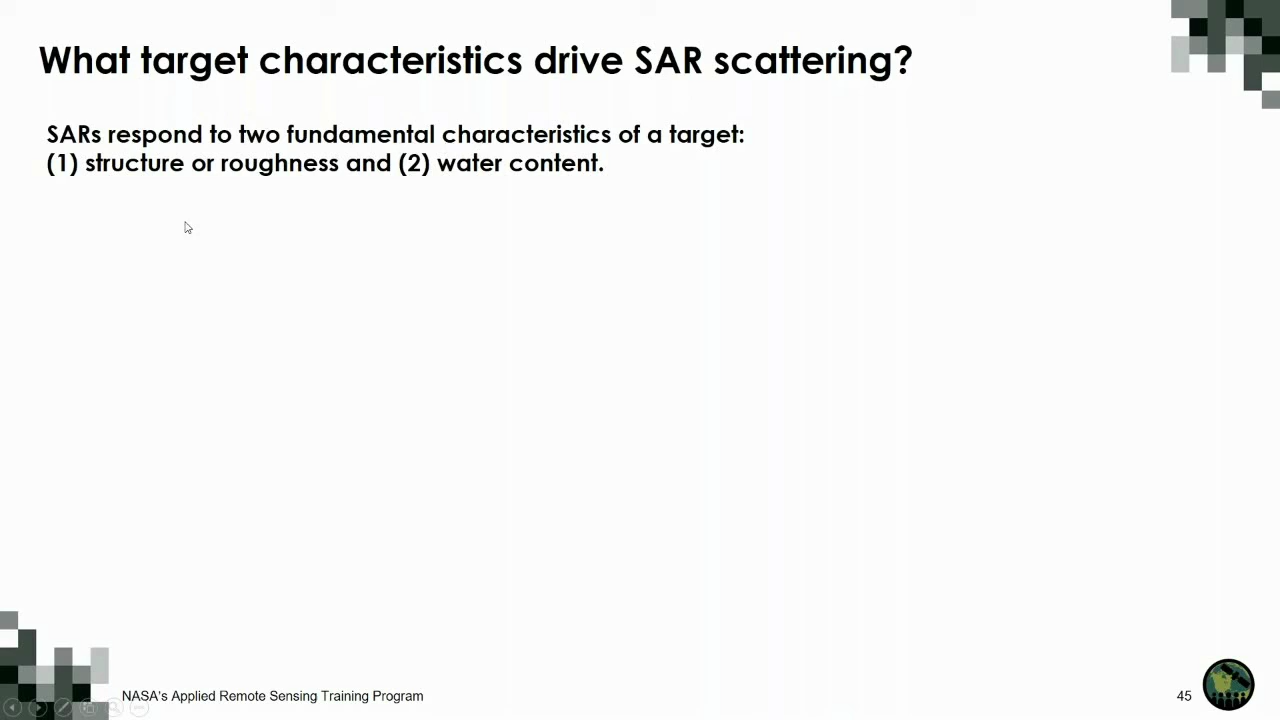 What target characteristics drive SAR scattering?
SARs respond to two fundamental characteristics of a target:
(1) structure or roughness and (2) water content.
NASA's Applied Remote Sensing Training Program
45